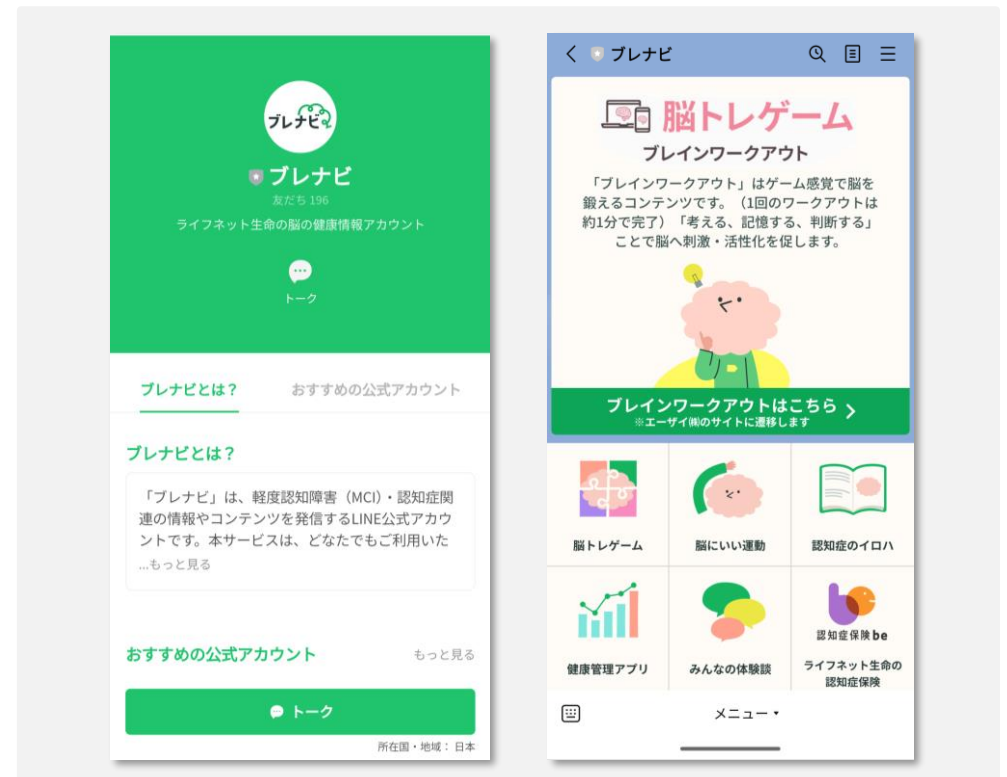 ブレナビ
ブレナビ
友だち 196
ライフネット生命の脳の健康情報アカウント
トーク
ブレナビとは？
おすすめの公式アカウント
ブレナビとは？
「ブレナビ」は、軽度認知障害（MCI）・認知症関
連の情報やコンテンツを発信するLINE公式アカウ
ントです。本サービスは、どなたでもご利用いた
...もっと見る
おすすめの公式アカウント
もっと見る
トーク
所在国・地域： 日本
ブレナビ
脳トレゲーム
ブレインワークアウト
「ブレインワークアウト」はゲーム感覚で脳を
鍛えるコンテンツです。（1回のワークアウトは
約1分で完了）「考える、記憶する、判断する」
ことで脳へ刺激・活性化を促します。
ブレインワークアウトはこちら
※エーザイ㈱のサイトに遷移します
脳トレゲーム
脳にいい運動
認知症のイロハ
健康管理アプリ
みんなの体験談
認知症保険be
ライフネット生命の
認知症保険
メニュー